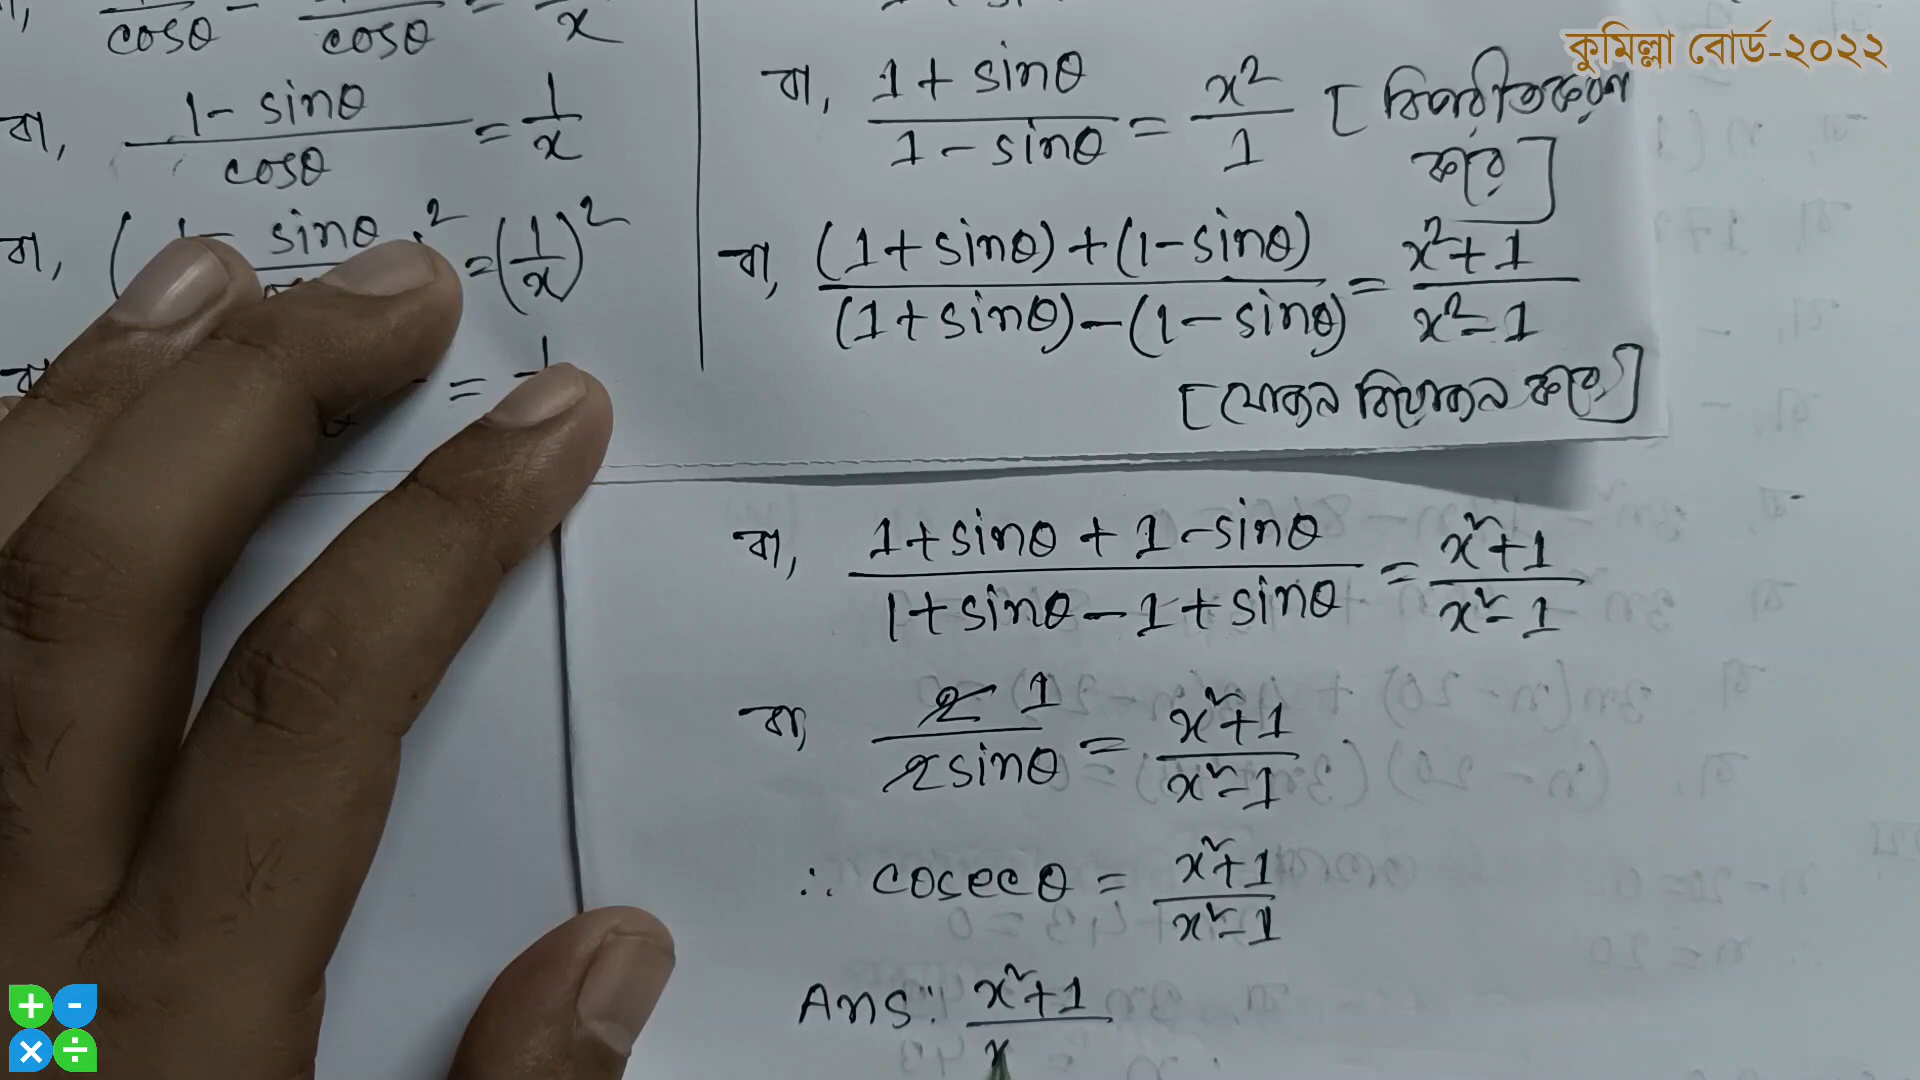 কুমিল্লা বোর্ড-২০২২
cosθ - cosθ = x
বা, (1 - sinθ)/cosθ = 1/x
বা, ( 1 - sinθ )² = (1/x)²
= 1
বা, (1 + sinθ)/(1 - sinθ) = x²/1 [বিপরীতকরণ
করে]
বা, ((1 + sinθ) + (1 - sinθ))/((1 + sinθ) - (1 - sinθ)) = (x² + 1)/(x² - 1)
[যোজন বিয়োজন করে]
বা, (1 + sinθ + 1 - sinθ)/(1 + sinθ - 1 + sinθ) = (x² + 1)/(x² - 1)
বা, 2 1/2sinθ = (x² + 1)/(x² - 1)
∴ cosecθ = (x² + 1)/(x² - 1)
Ans: (x² + 1)/x
+ -
× ÷